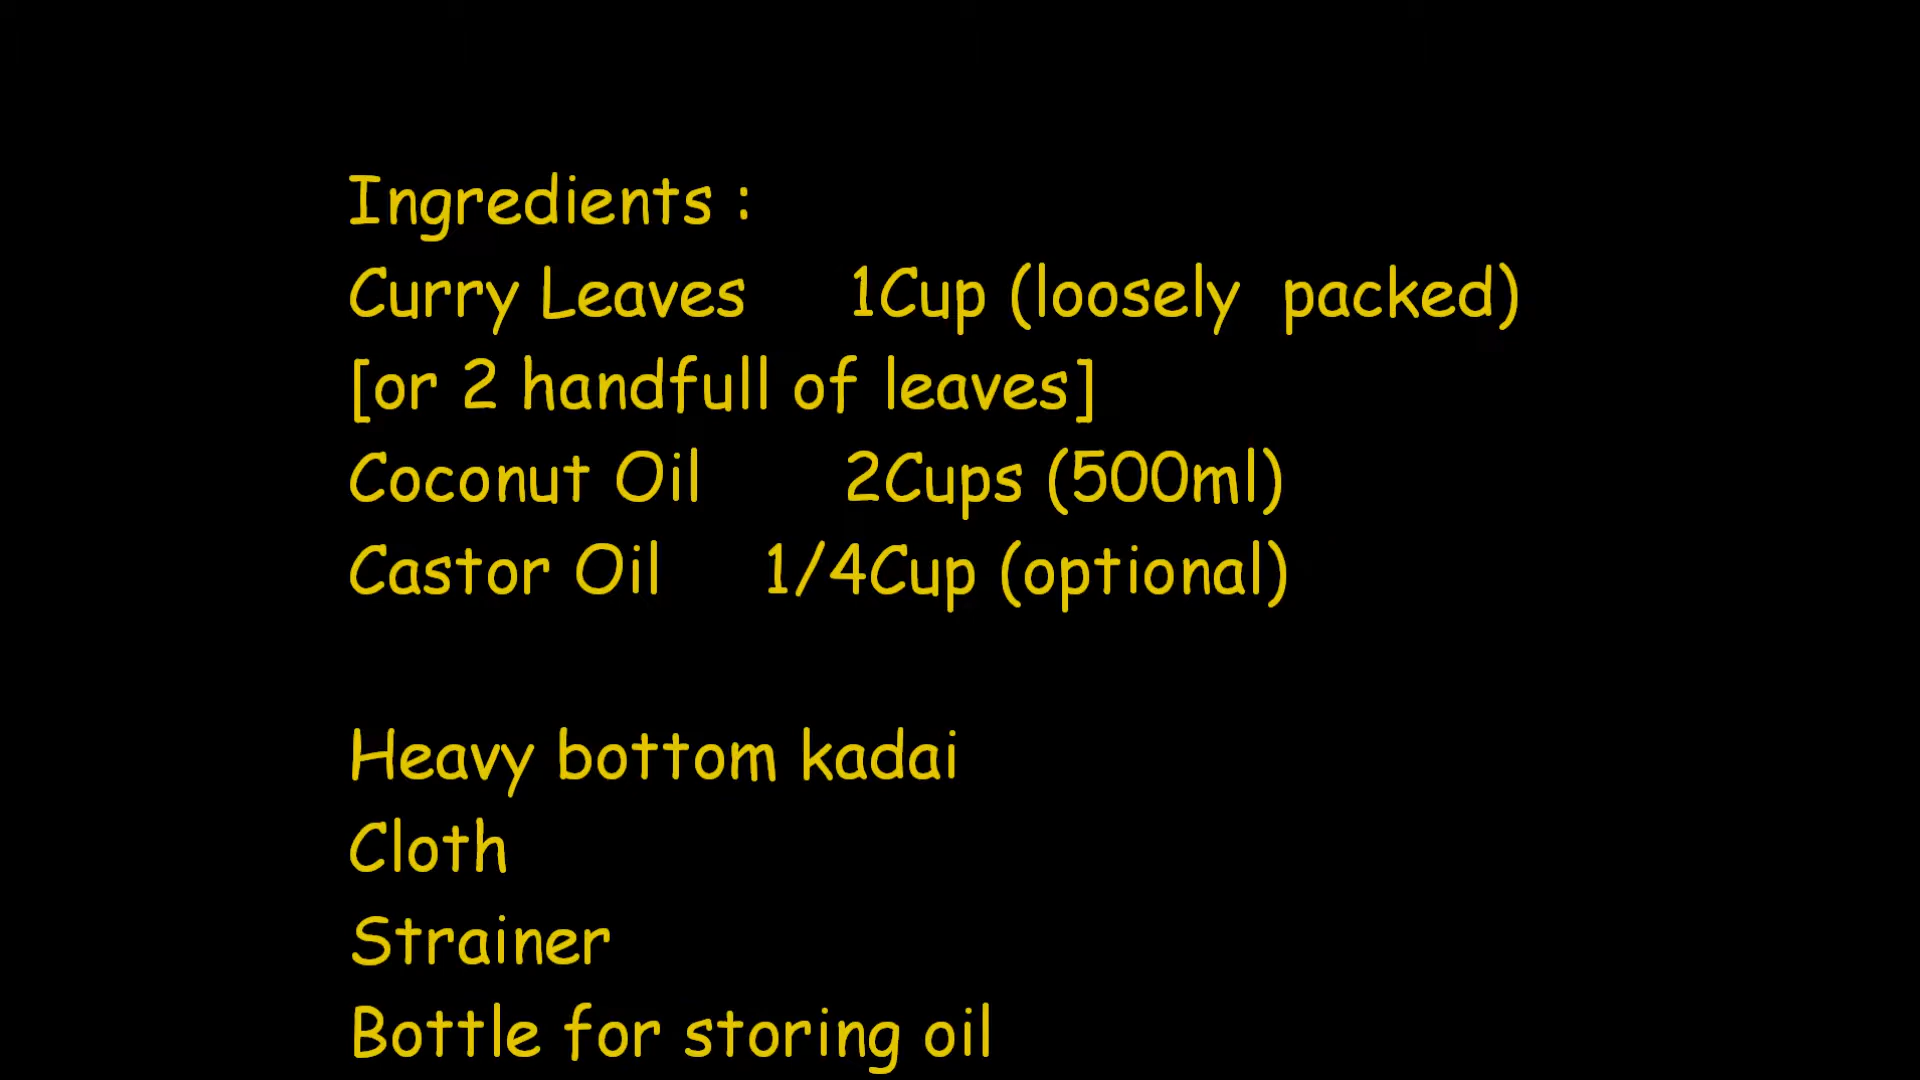 Ingredients :
Curry Leaves 1Cup (loosely packed)
[or 2 handfull of leaves]
Coconut Oil 2Cups (500ml)
Castor Oil 1/4Cup (optional)
Heavy bottom kadai
Cloth
Strainer
Bottle for storing oil